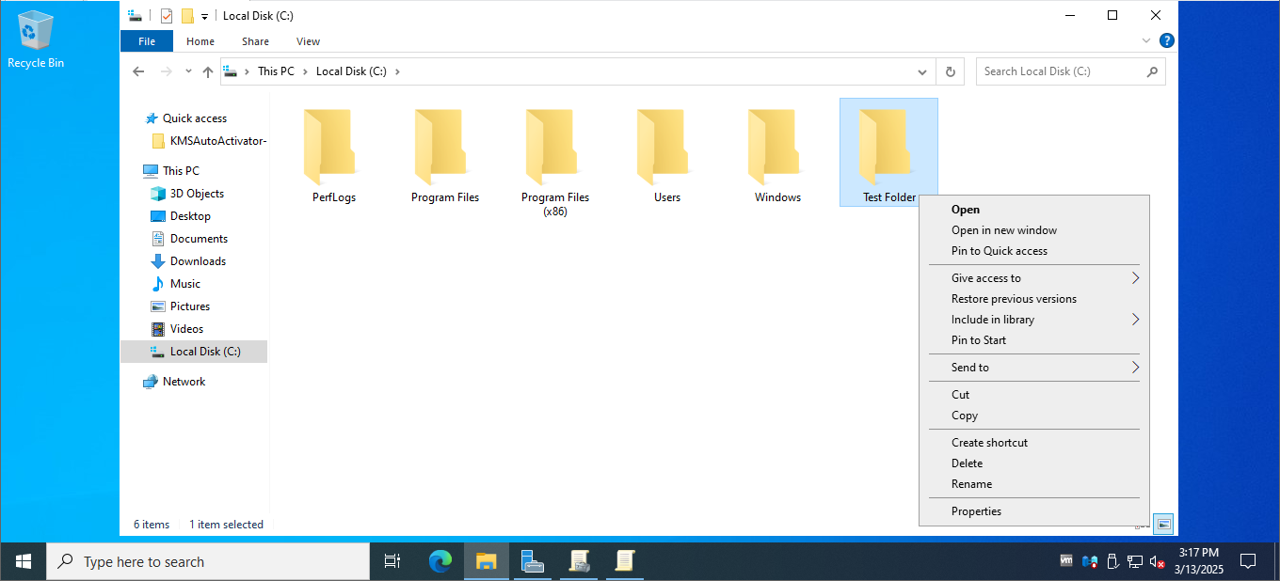 Recycle Bin
Local Disk (C:)
File
Home
Share
View
This PC
Local Disk (C:)
Search Local Disk (C:)
Quick access
KMSAutoActivator-
This PC
3D Objects
Desktop
Documents
Downloads
Music
Pictures
Videos
Local Disk (C:)
Network
PerfLogs
Program Files
Program Files
(x86)
Users
Windows
Test Folder
Open
Open in new window
Pin to Quick access
Give access to
Restore previous versions
Include in library
Pin to Start
Send to
Cut
Copy
Create shortcut
Delete
Rename
Properties
6 items
1 item selected
Type here to search
vm
3:17 PM
3/13/2025